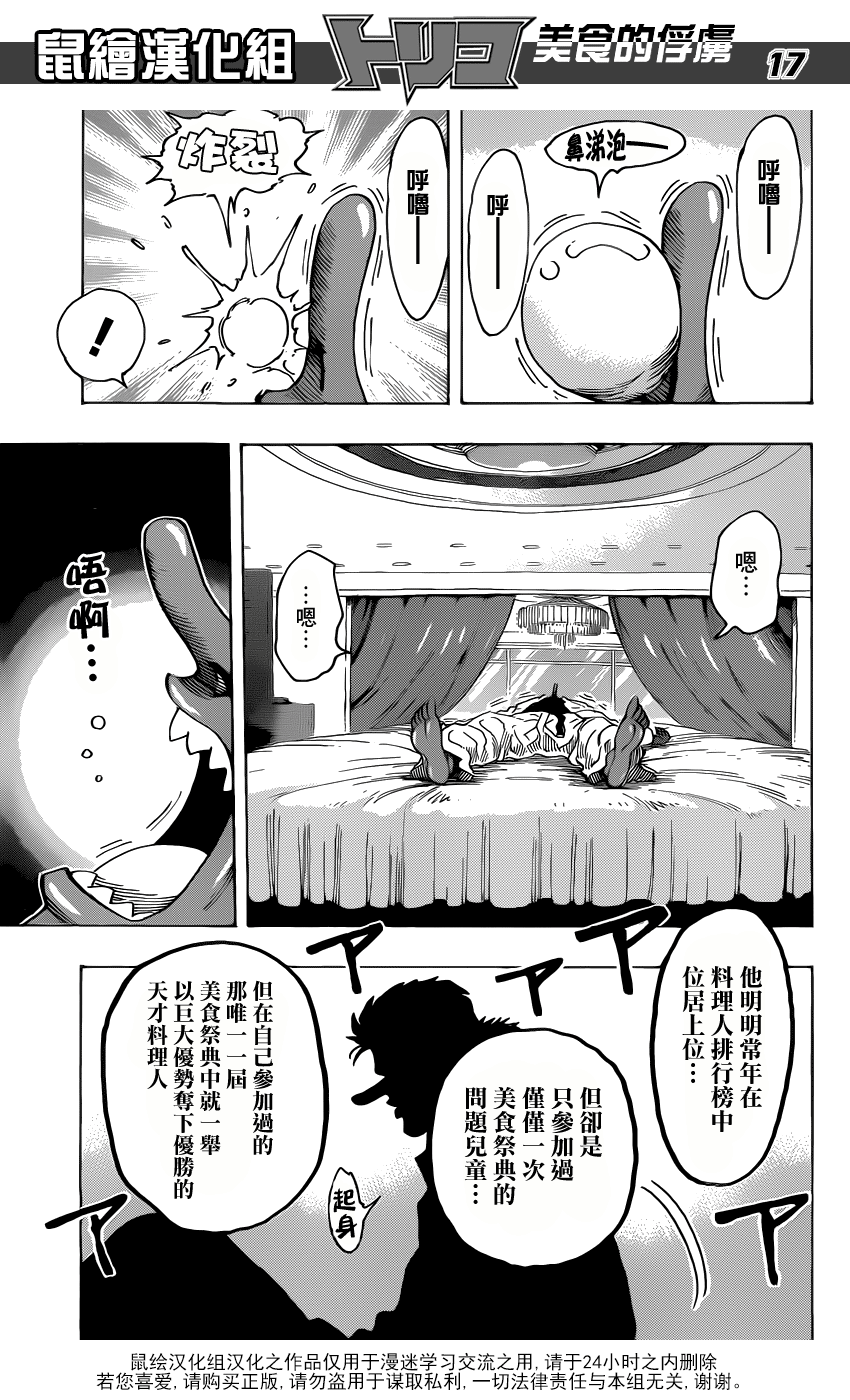 鼠繪漢化組
トリコ
美食的俘虜
17
呼嚕—
鼻涕泡—
呼—
呼嚕—
炸裂
！
嗯…
…嗯…
唔啊…
他明明常年在
料理人排行榜中
位居上位…
但卻是
只參加過
僅僅一次
美食祭典的
問題兒童…
但在自己參加過的
那唯一一屆
美食祭典中就一舉
以巨大優勢奪下優勝的
天才料理人
ア
ア
ア
ア
ア
起身
鼠绘汉化组汉化之作品仅用于漫迷学习交流之用,请于24小时之内删除
若您喜爱,请购买正版,请勿盗用于谋取私利,一切法律责任与本组无关,谢谢。